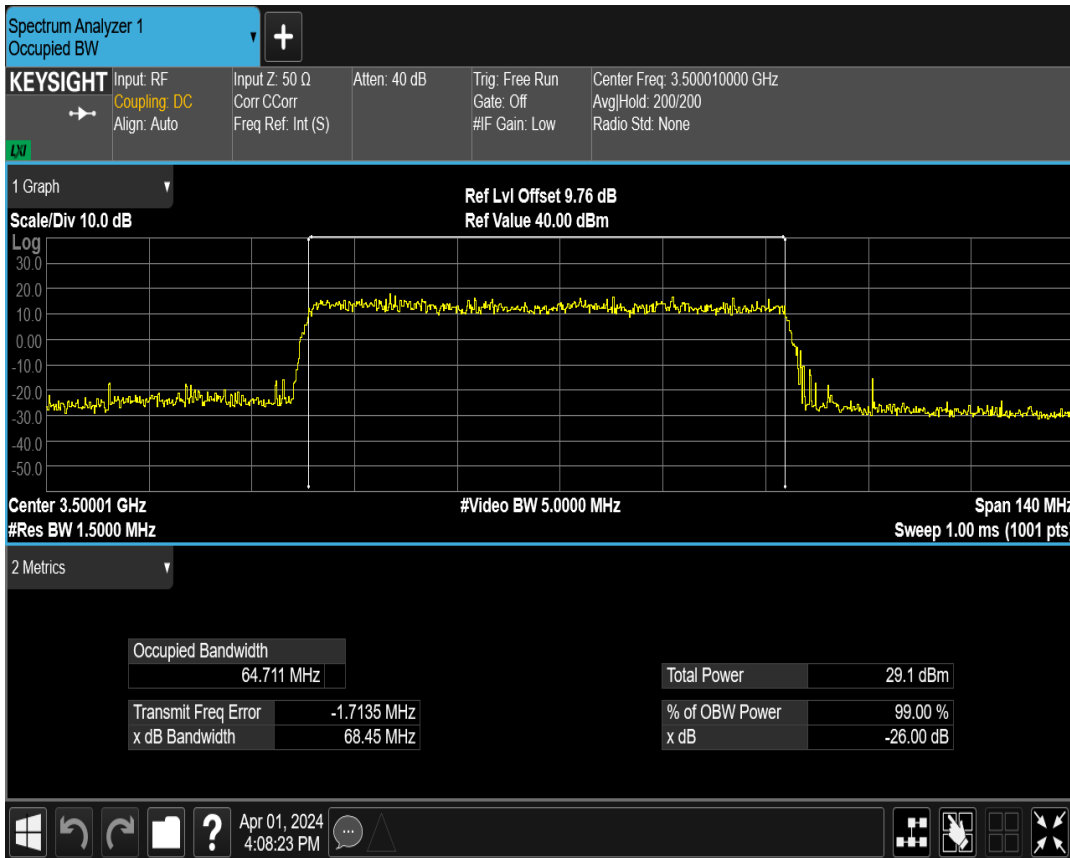 Spectrum Analyzer 1
Occupied BW
+
KEYSIGHT
LXI
Input: RF
Coupling: DC
Align: Auto
Input Z: 50 Ω
Corr CCorr
Freq Ref: Int (S)
Atten: 40 dB
Trig: Free Run
Gate: Off
#IF Gain: Low
Center Freq: 3.500010000 GHz
Avg|Hold: 200/200
Radio Std: None
1 Graph
Scale/Div 10.0 dB
Ref Lvl Offset 9.76 dB
Ref Value 40.00 dBm
Log
30.0
20.0
10.0
0.00
-10.0
-20.0
-30.0
-40.0
-50.0
Center 3.50001 GHz
#Video BW 5.0000 MHz
Span 140 MHz
#Res BW 1.5000 MHz
Sweep 1.00 ms (1001 pts)
2 Metrics
Occupied Bandwidth
64.711 MHz
Total Power 29.1 dBm
Transmit Freq Error -1.7135 MHz
% of OBW Power 99.00 %
x dB Bandwidth 68.45 MHz
x dB -26.00 dB
?
Apr 01, 2024
4:08:23 PM